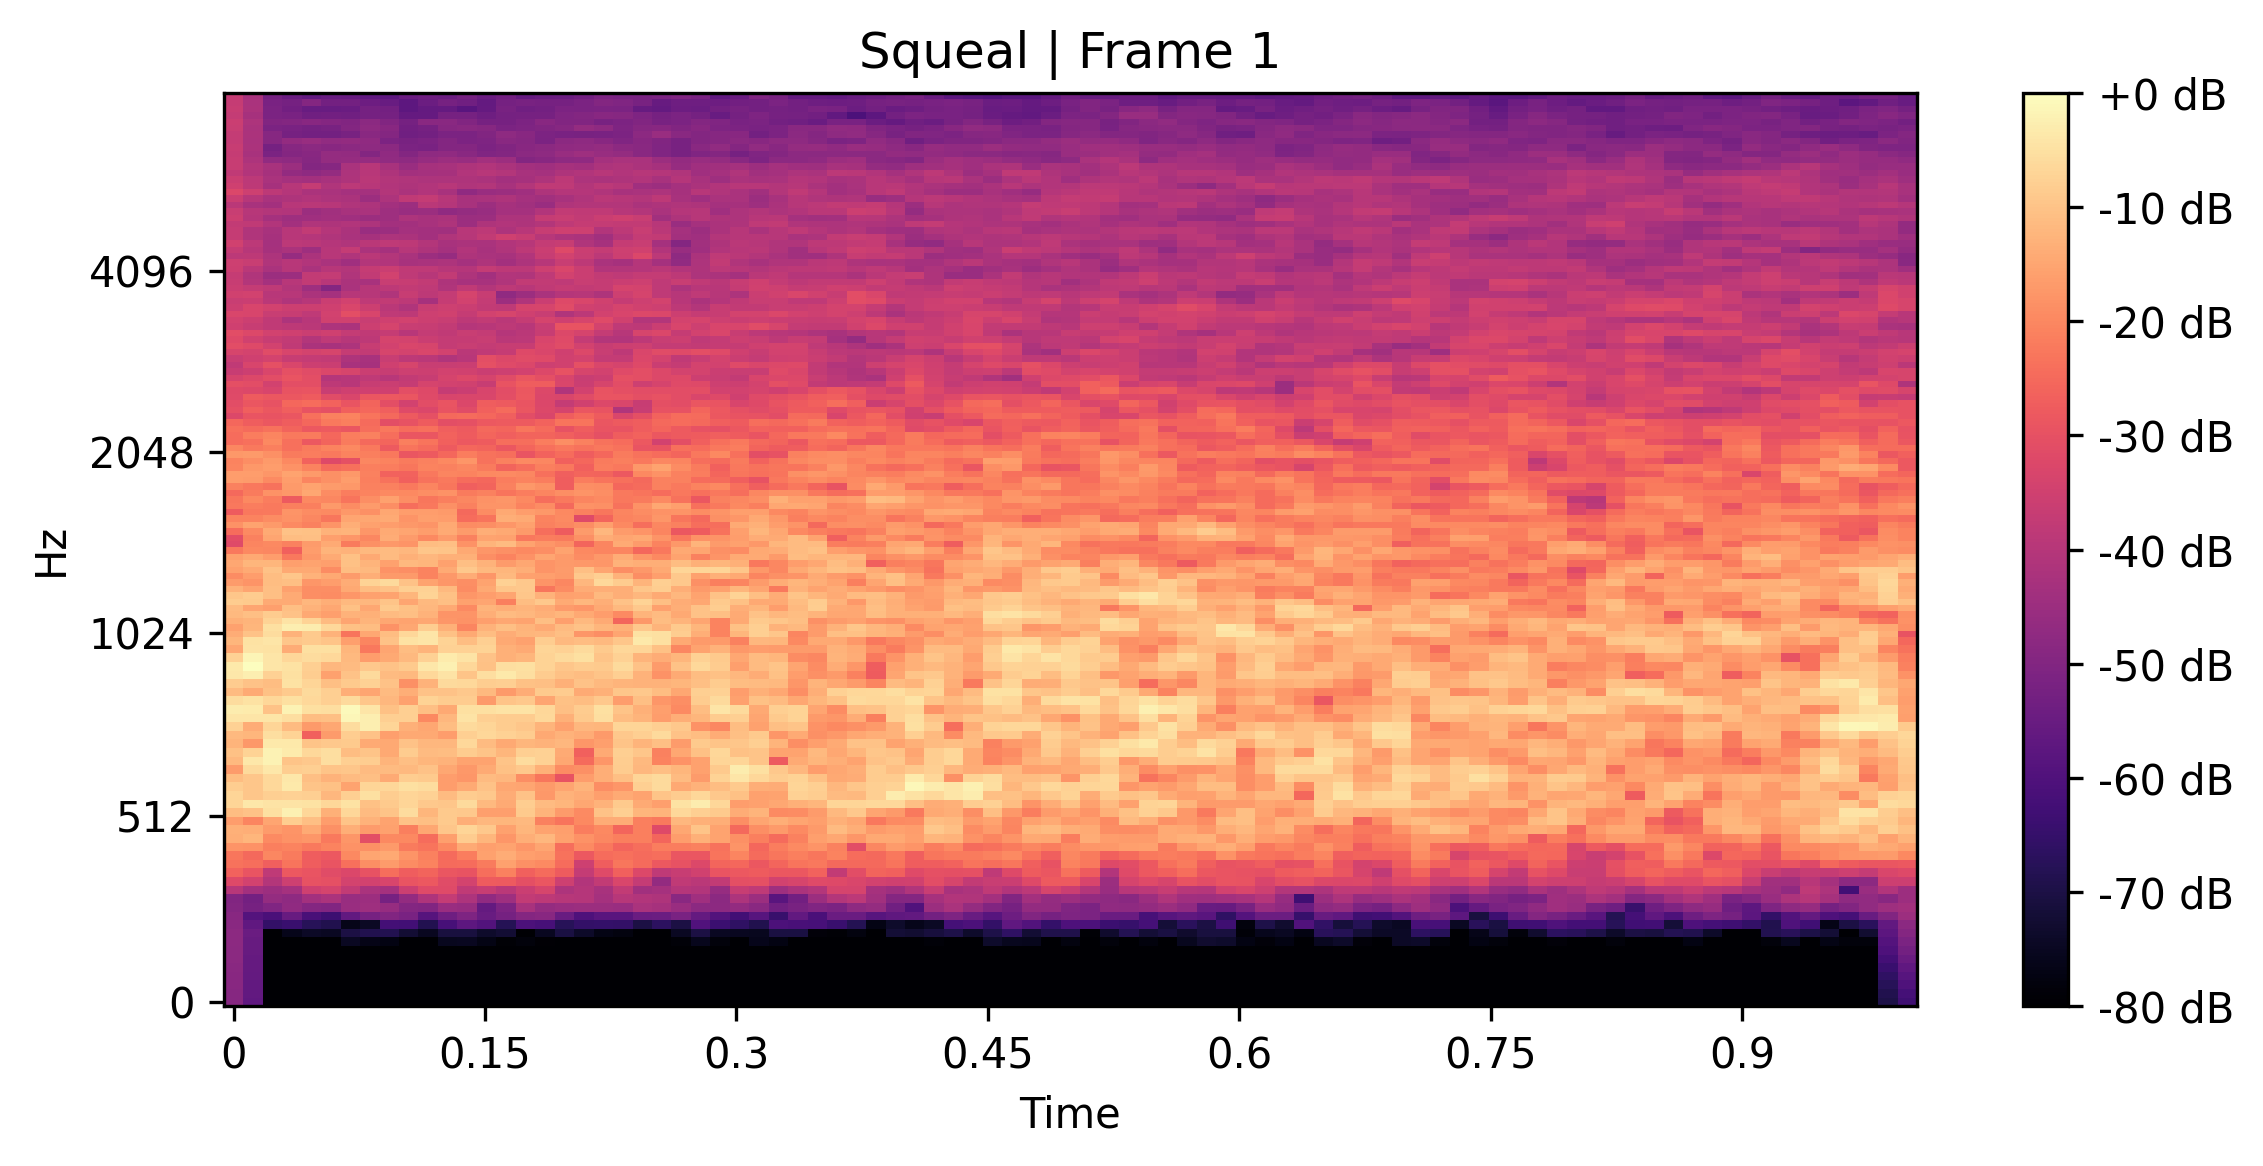 Squeal | Frame 1
+0 dB
-10 dB
-20 dB
-30 dB
-40 dB
-50 dB
-60 dB
-70 dB
-80 dB
Hz
4096
2048
1024
512
0
0 0.15 0.3 0.45 0.6 0.75 0.9
Time